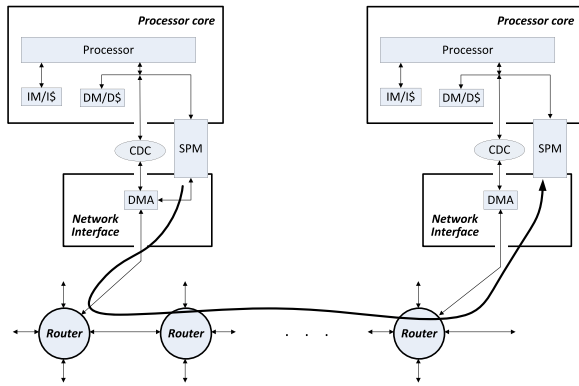 Processor core
Processor
IM/I$
DM/D$
CDC
SPM
DMA
Network
Interface
Processor core
Processor
IM/I$
DM/D$
CDC
SPM
DMA
Network
Interface
Router
Router
. . .
Router